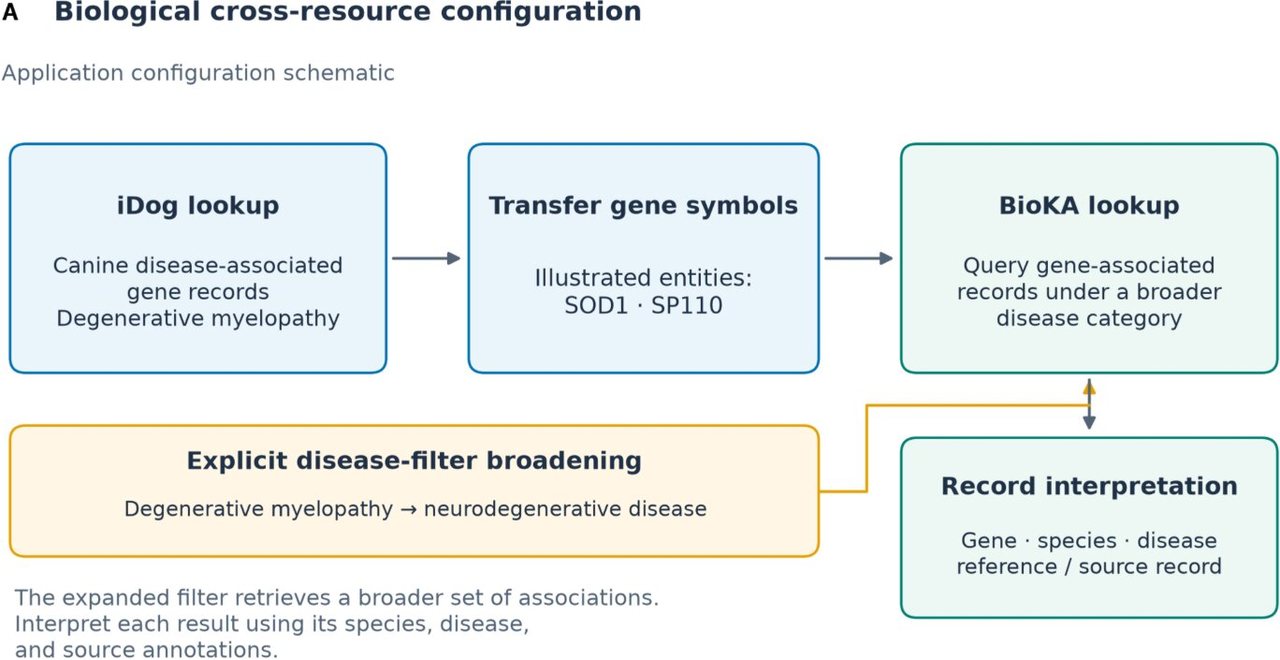 A Biological cross-resource configuration
Application configuration schematic
iDog lookup
Canine disease-associated
gene records
Degenerative myelopathy
Transfer gene symbols
Illustrated entities:
SOD1 · SP110
BioKA lookup
Query gene-associated
records under a broader
disease category
Explicit disease-filter broadening
Degenerative myelopathy → neurodegenerative disease
Record interpretation
Gene · species · disease
reference / source record
The expanded filter retrieves a broader set of associations.
Interpret each result using its species, disease,
and source annotations.